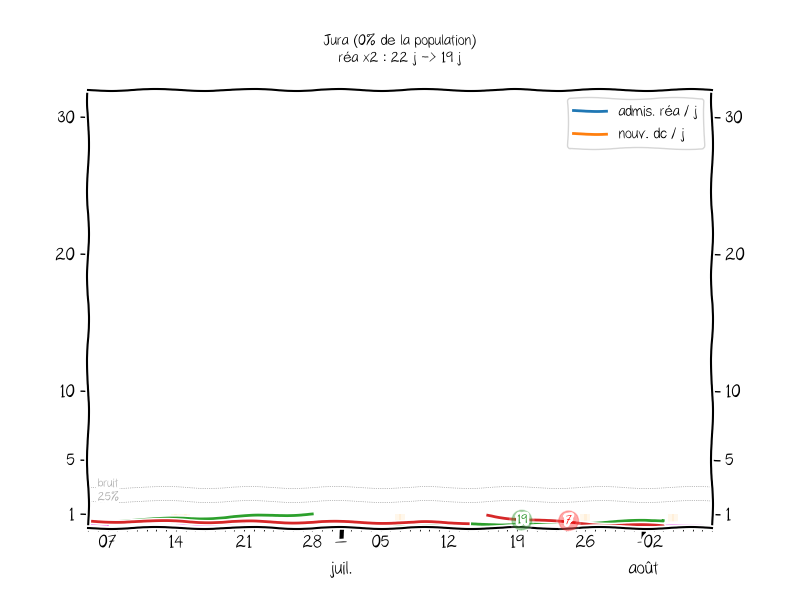 Jura (0% de la population)
réa x2 : 22 j -> 19 j
admis. réa / j
nouv. dc / j
30
30
20
20
10
10
5
5
bruit
25%
1
1
19
7
07 14 21 28 05 12 19 26 02
juil. août